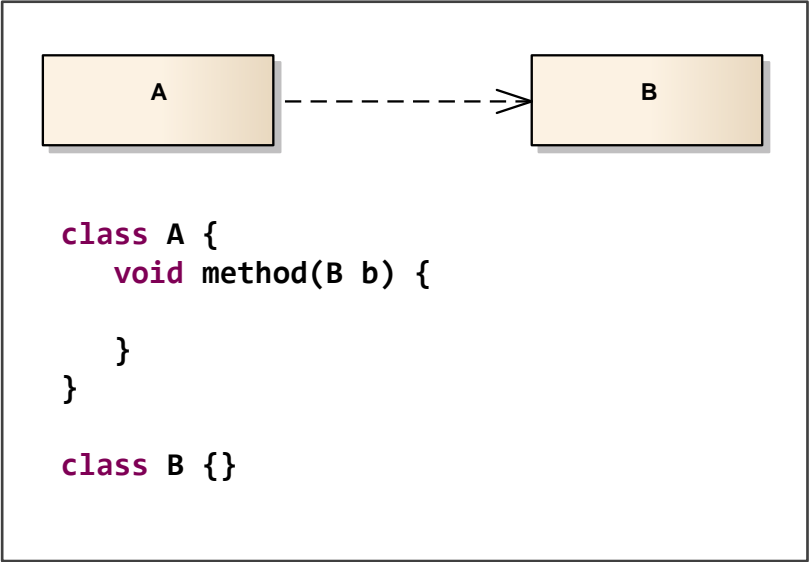 A
B
class A {
   void method(B b) {

   }
}

class B {}